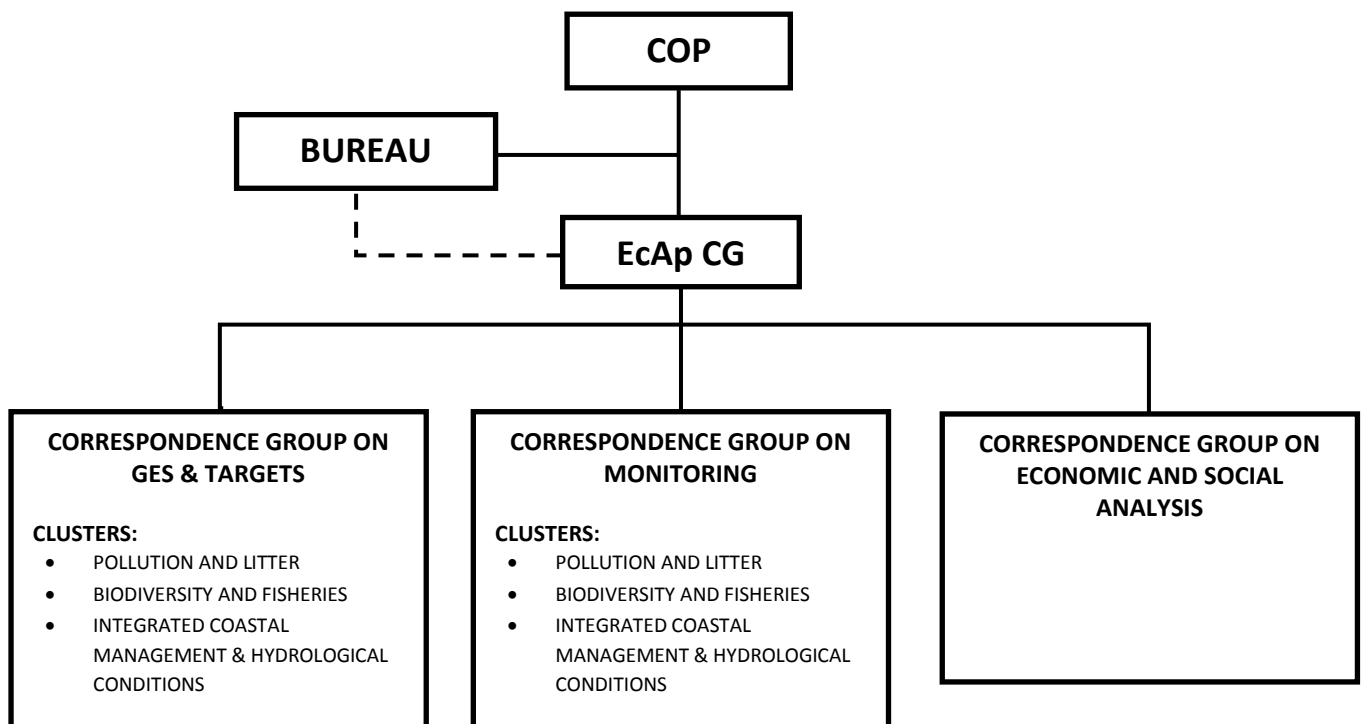 COP
BUREAU
EcAp CG
CORRESPONDENCE GROUP ON
GES & TARGETS
CLUSTERS:
• POLLUTION AND LITTER
• BIODIVERSITY AND FISHERIES
• INTEGRATED COASTAL
MANAGEMENT & HYDROLOGICAL
CONDITIONS
CORRESPONDENCE GROUP ON
MONITORING
CLUSTERS:
• POLLUTION AND LITTER
• BIODIVERSITY AND FISHERIES
• INTEGRATED COASTAL
MANAGEMENT & HYDROLOGICAL
CONDITIONS
CORRESPONDENCE GROUP ON
ECONOMIC AND SOCIAL
ANALYSIS